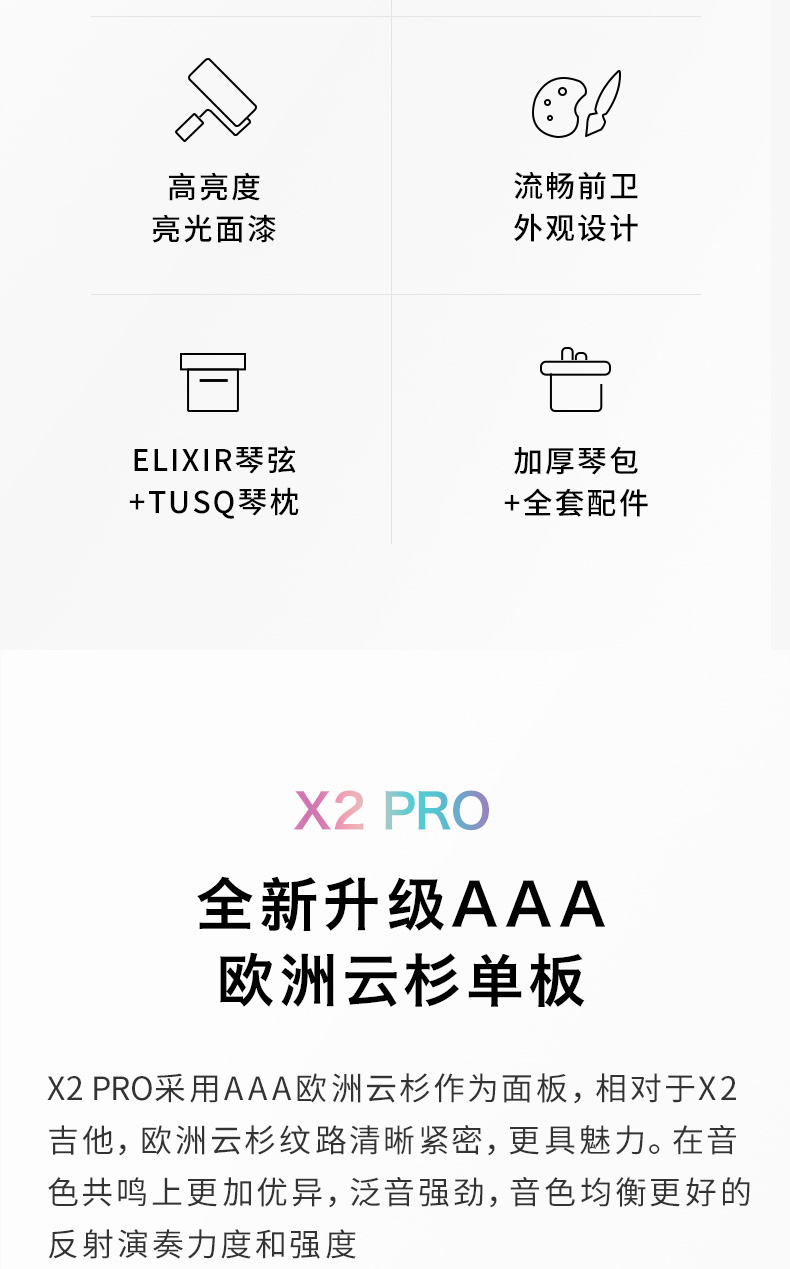 高亮度
亮光面漆
流畅前卫
外观设计
ELIXIR琴弦
+TUSQ琴枕
加厚琴包
+全套配件
X2 PRO
全新升级AAA
欧洲云杉单板
X2 PRO采用AAA欧洲云杉作为面板，相对于X2
吉他，欧洲云杉纹路清晰紧密，更具魅力。在音
色共鸣上更加优异，泛音强劲，音色均衡更好的
反射演奏力度和强度